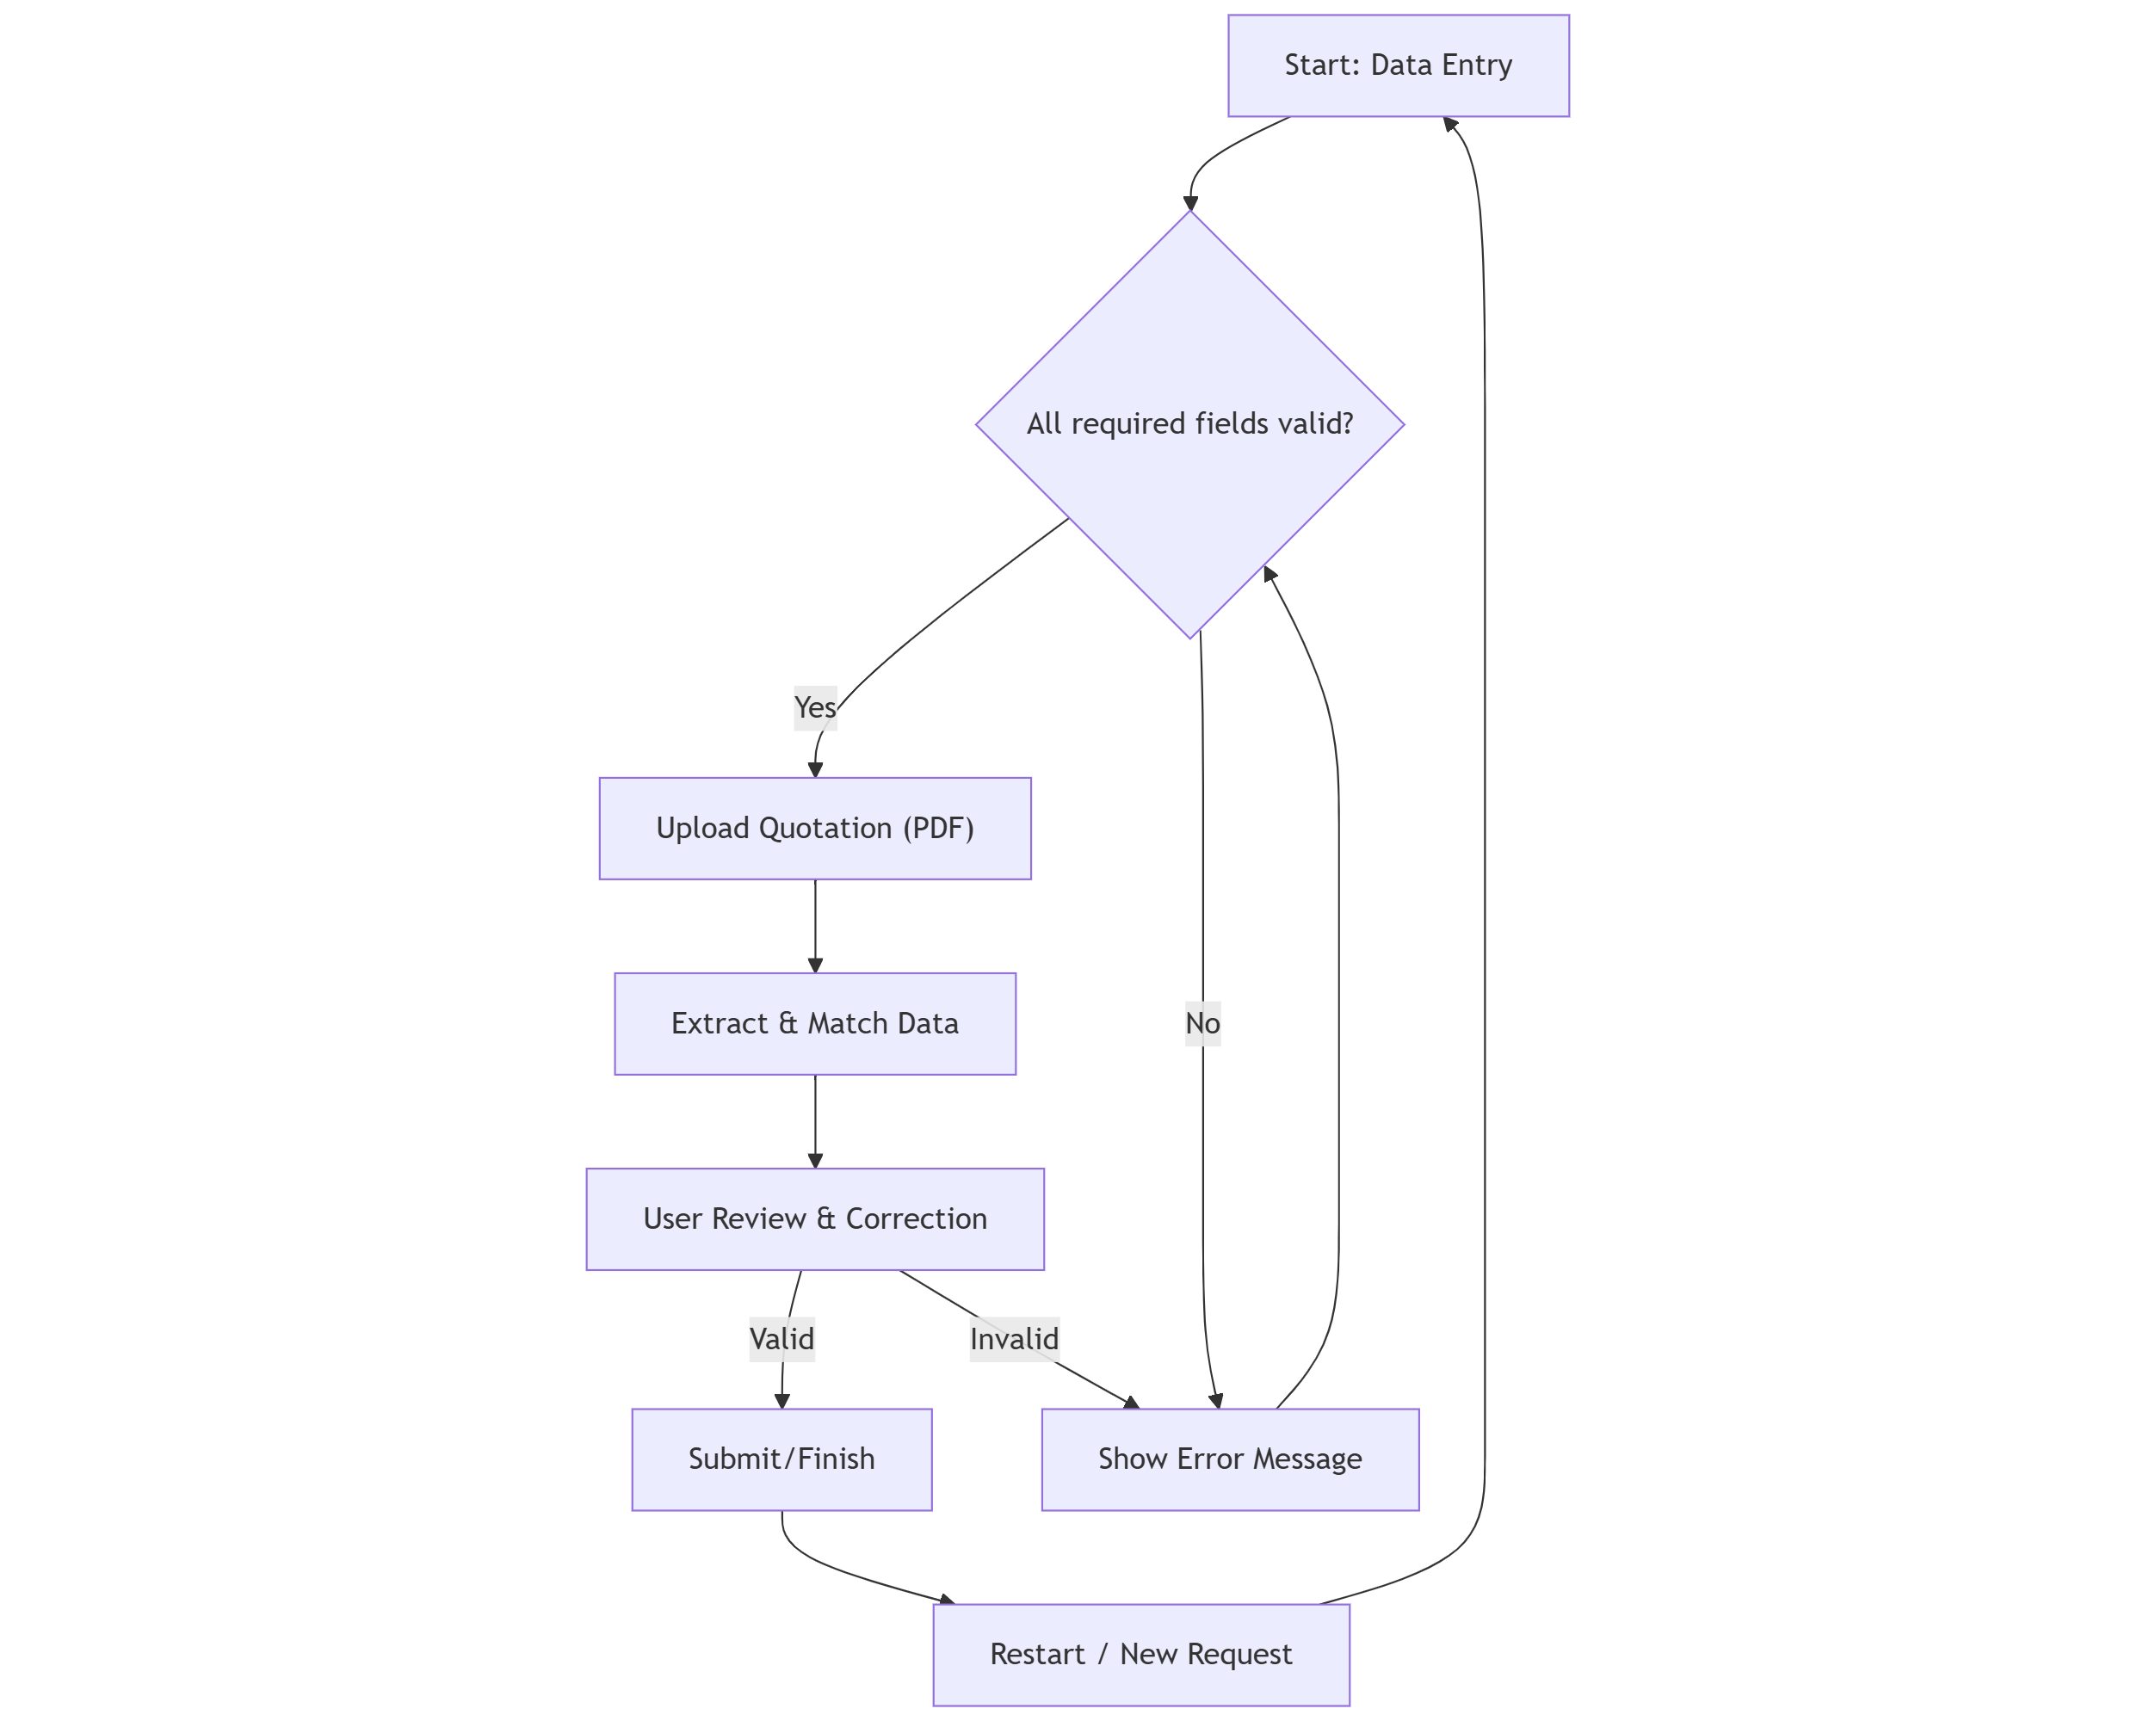 Start: Data Entry
All required fields valid?
Yes
Upload Quotation (PDF)
Extract & Match Data
No
User Review & Correction
Valid
Invalid
Submit/Finish
Show Error Message
Restart / New Request